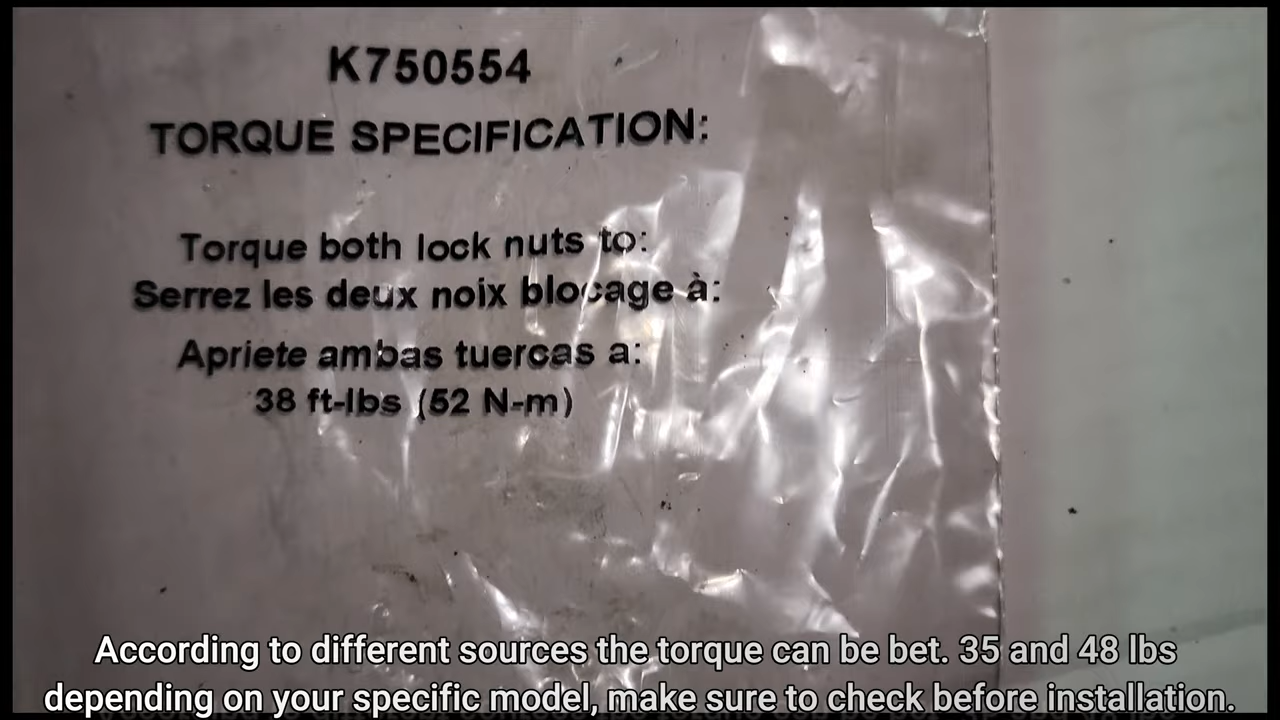 K750554
TORQUE SPECIFICATION:
Torque both lock nuts to:
Serrez les deux noix blocage à:
Apriete ambas tuercas a:
38 ft-lbs (52 N-m)
According to different sources the torque can be bet. 35 and 48 lbs
depending on your specific model, make sure to check before installation.